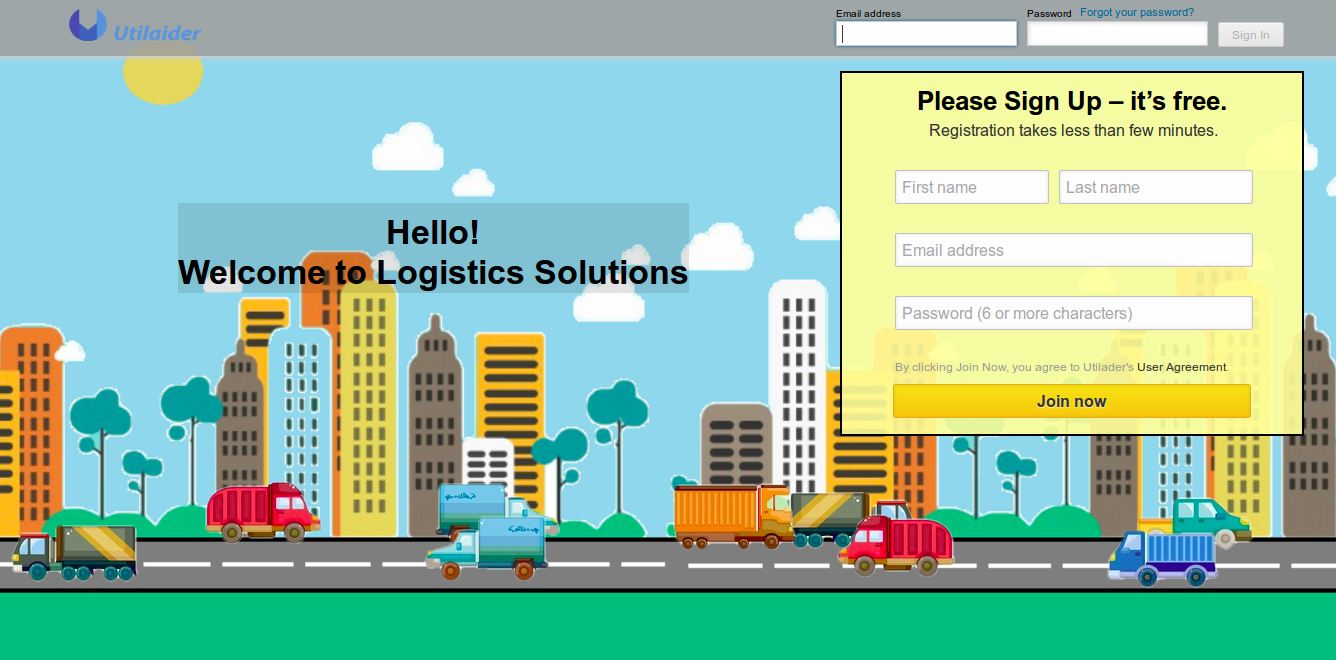 Utilaider
Email address
Password Forgot your password?
Sign In
Please Sign Up – it’s free.
Registration takes less than few minutes.
First name
Last name
Email address
Password (6 or more characters)
By clicking Join Now, you agree to Utilader's User Agreement.
Join now
Hello!
Welcome to Logistics Solutions